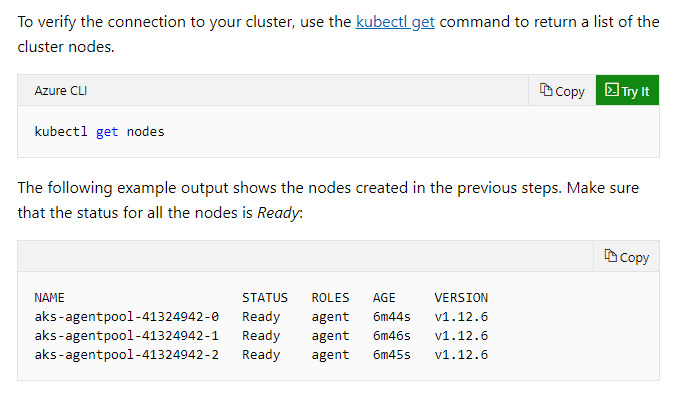 To verify the connection to your cluster, use the kubectl get command to return a list of the
cluster nodes.
Azure CLI Copy Try It
kubectl get nodes
The following example output shows the nodes created in the previous steps. Make sure
that the status for all the nodes is Ready:
Copy
NAME STATUS ROLES AGE VERSION
aks-agentpool-41324942-0 Ready agent 6m44s v1.12.6
aks-agentpool-41324942-1 Ready agent 6m46s v1.12.6
aks-agentpool-41324942-2 Ready agent 6m45s v1.12.6